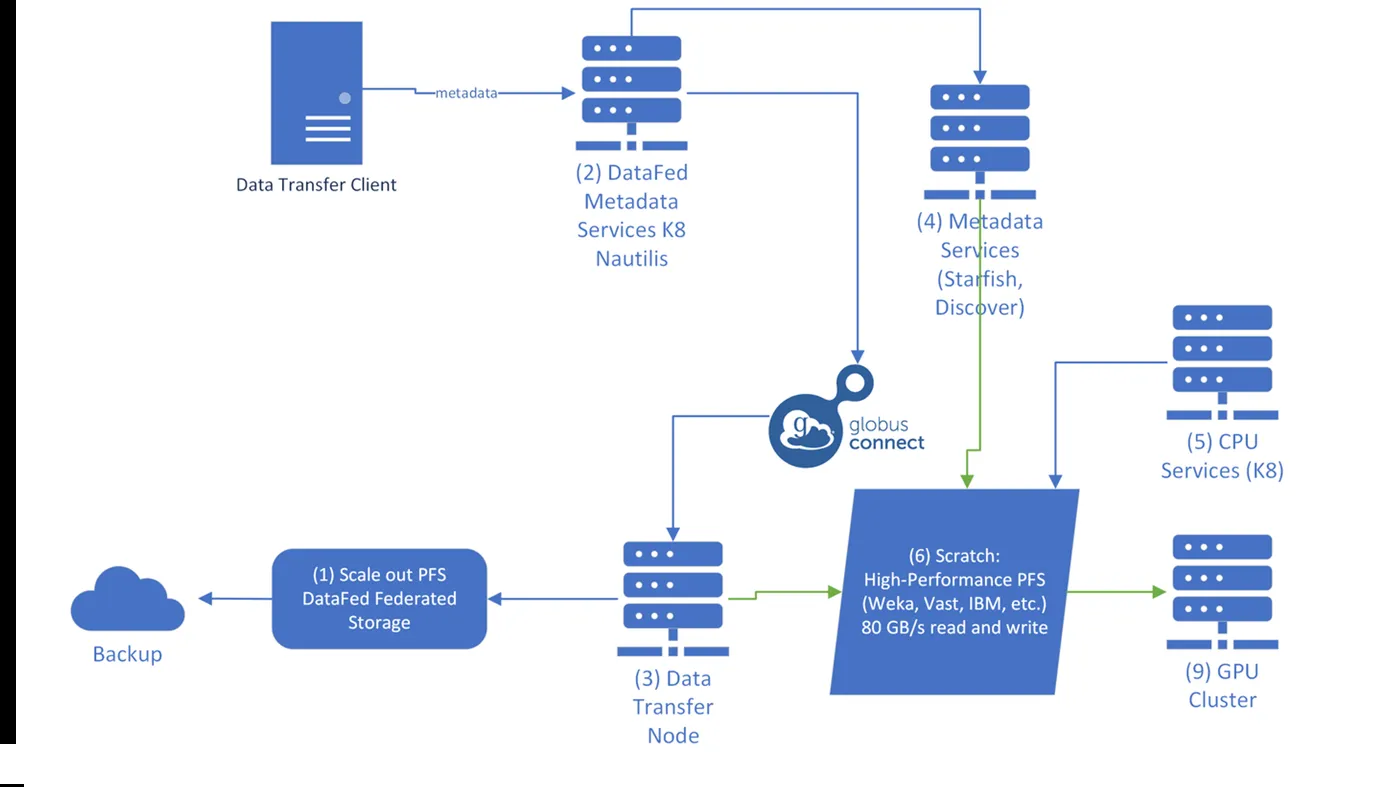 metadata
Data Transfer Client
(2) DataFed
Metadata
Services K8
Nautilis
(4) Metadata
Services
(Starfish,
Discover)
g
globus
connect
(5) CPU
Services (K8)
(1) Scale out PFS
DataFed Federated
Storage
Backup
(3) Data
Transfer
Node
(6) Scratch:
High-Performance PFS
(Weka, Vast, IBM, etc.)
80 GB/s read and write
(9) GPU
Cluster